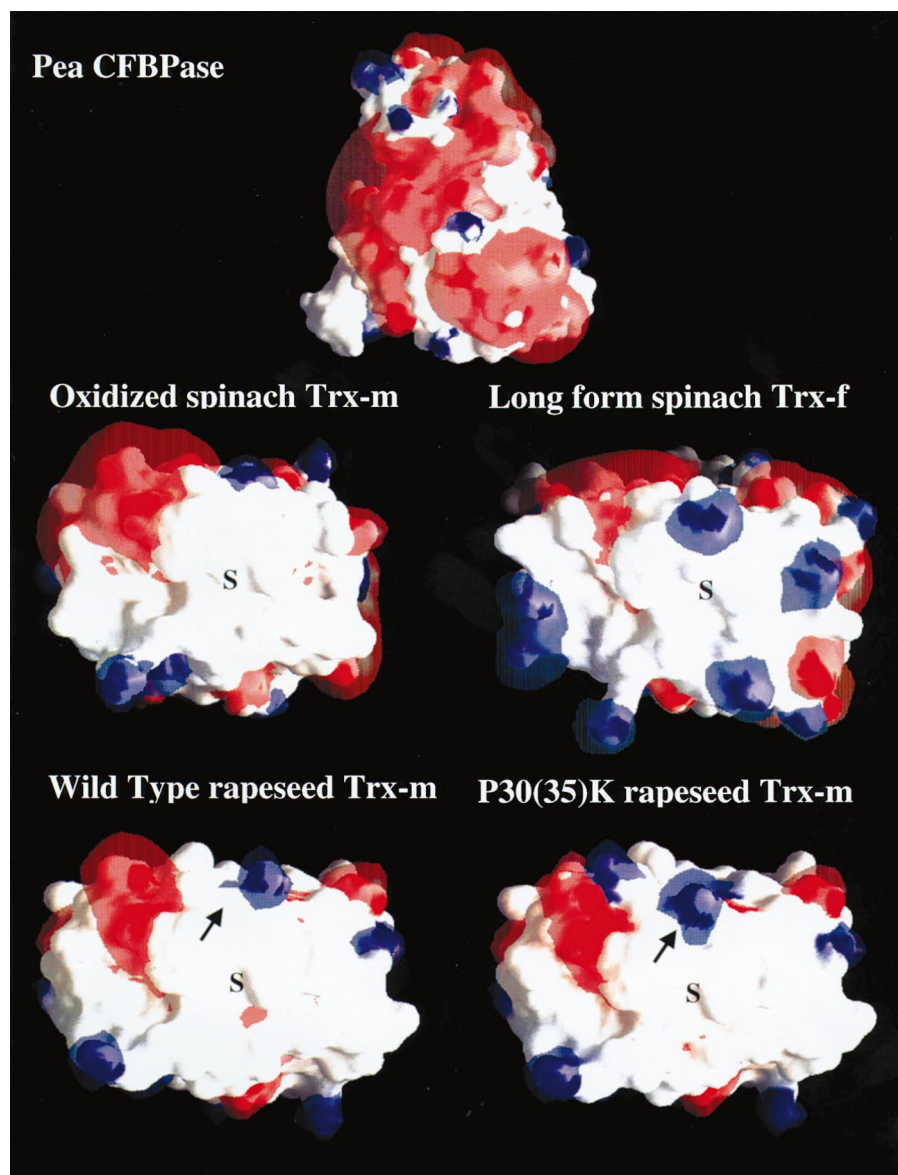 Pea CFBPase
Oxidized spinach Trx-m
Long form spinach Trx-f
S
S
Wild Type rapeseed Trx-m
P30(35)K rapeseed Trx-m
S
S